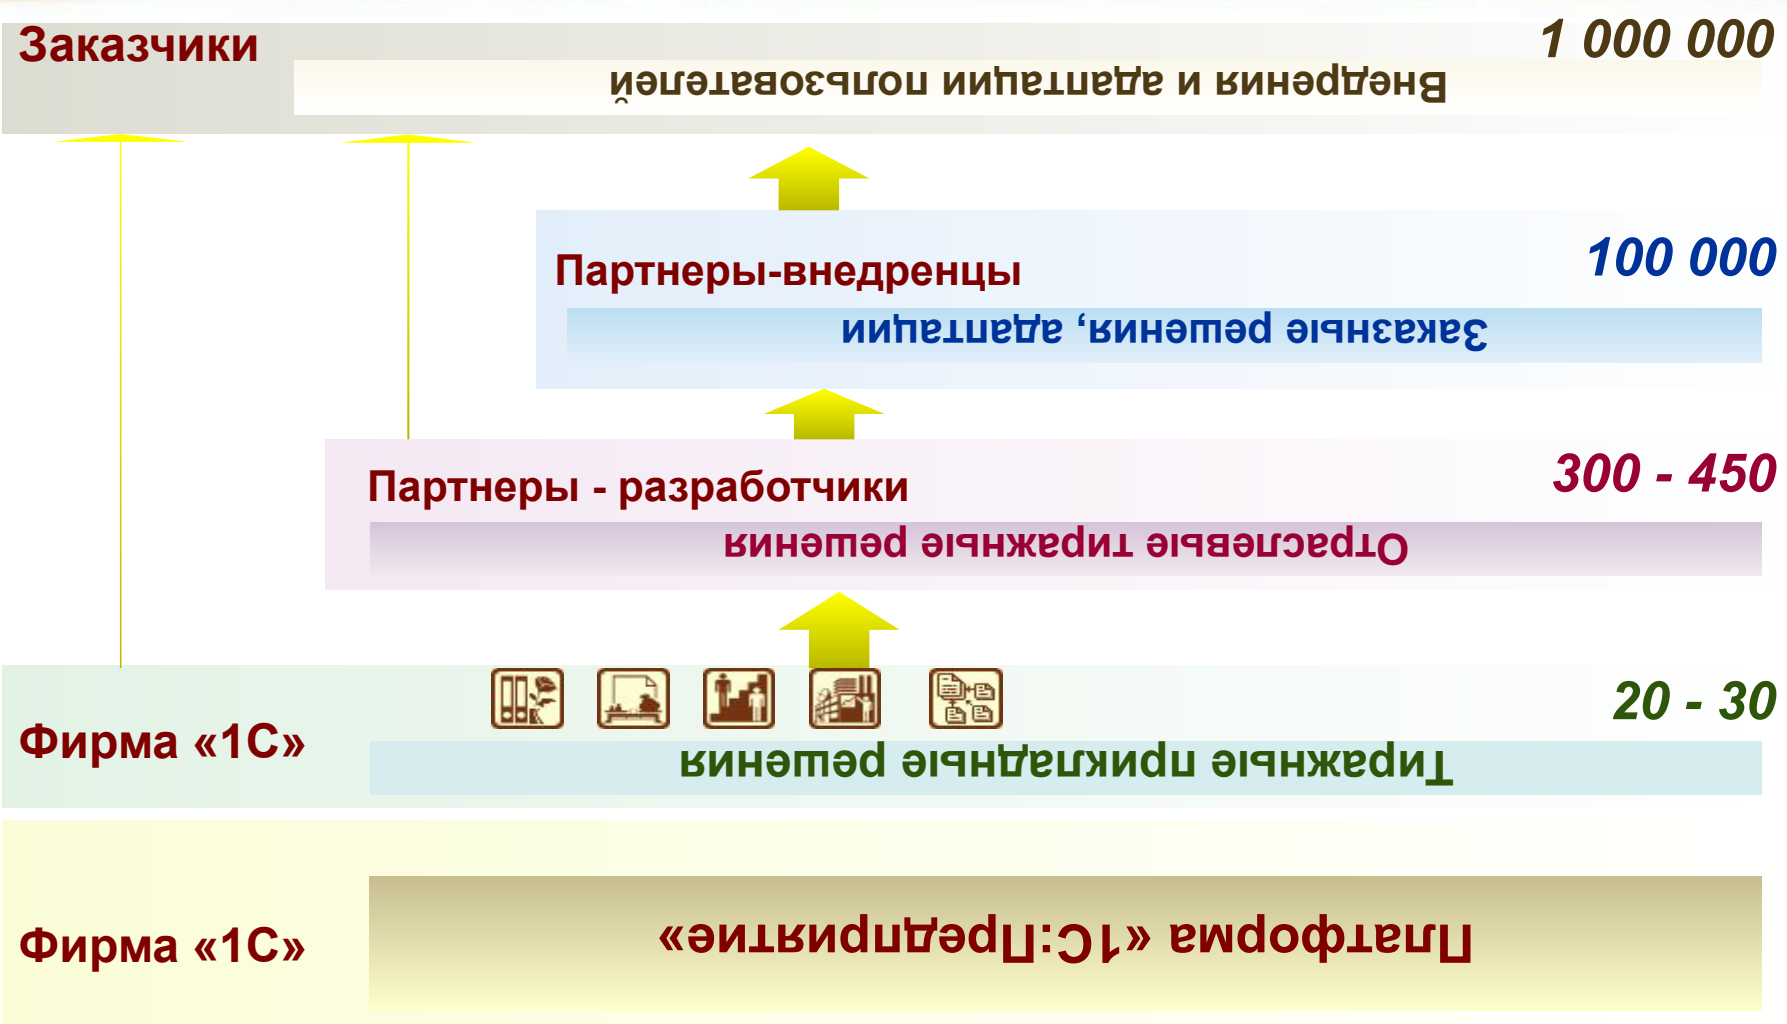 Заказчики
1 000 000
Внедрения и адаптации пользователей
Партнеры-внедренцы
100 000
Заказные решения, адаптации
Партнеры - разработчики
300 - 450
Отраслевые тиражные решения
20 - 30
Фирма «1С»
Тиражные прикладные решения
Фирма «1С»
Платформа «1С:Предприятие»